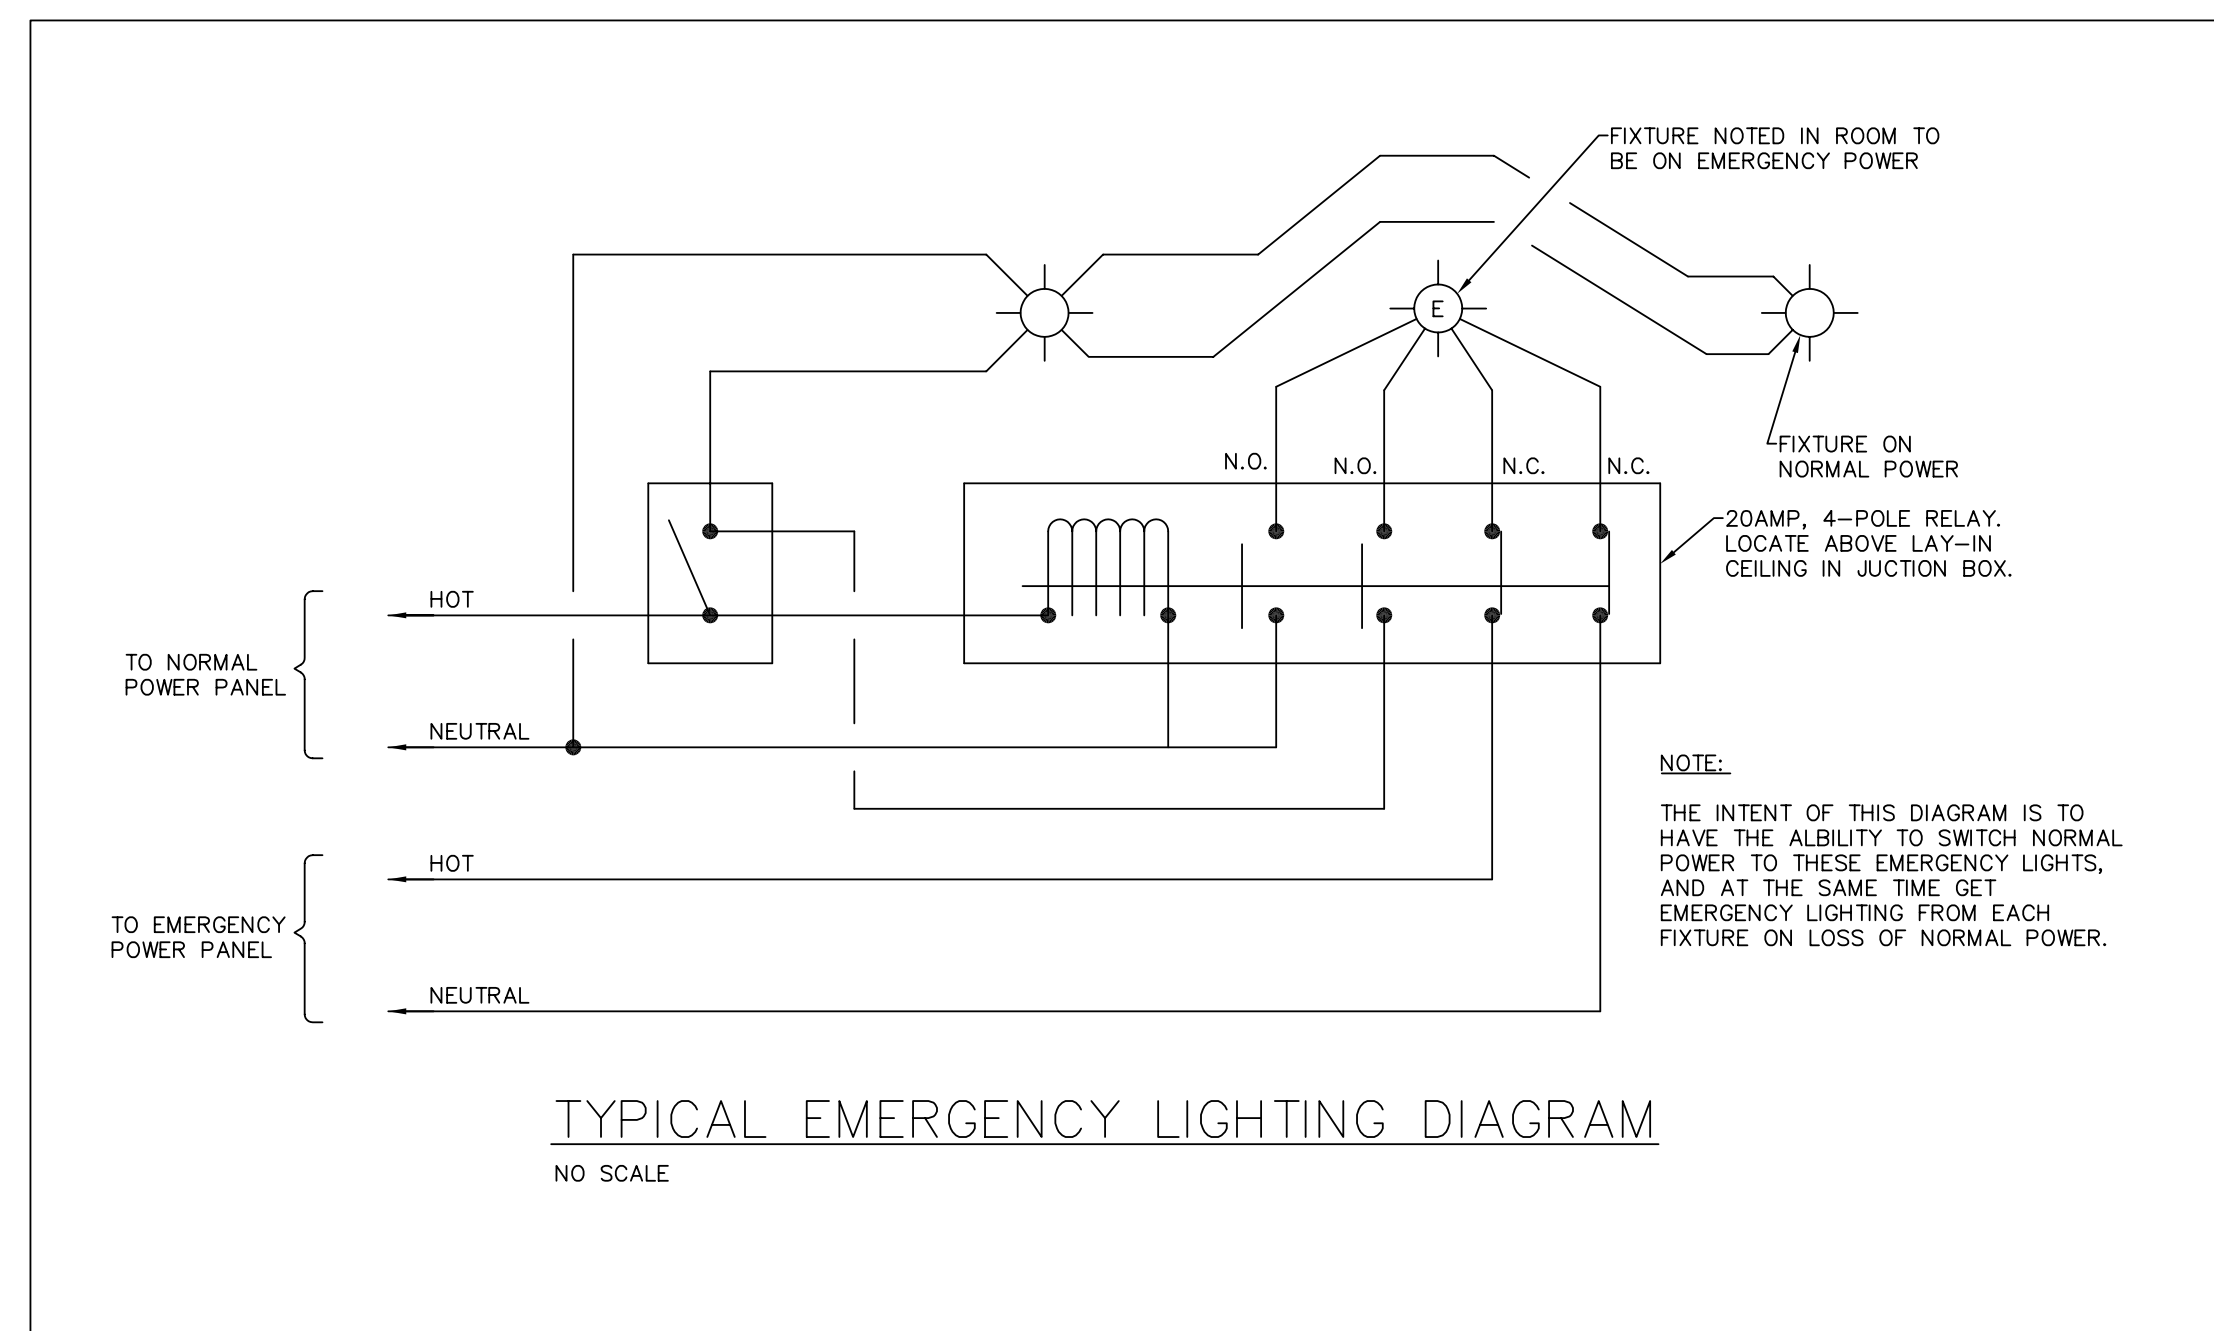 FIXTURE NOTED IN ROOM TO
BE ON EMERGENCY POWER
E
FIXTURE ON
NORMAL POWER
N.O.
N.O.
N.C.
N.C.
20AMP, 4-POLE RELAY.
LOCATE ABOVE LAY-IN
CEILING IN JUCTION BOX.
HOT
TO NORMAL
POWER PANEL
NEUTRAL
HOT
TO EMERGENCY
POWER PANEL
NEUTRAL
NOTE:
THE INTENT OF THIS DIAGRAM IS TO
HAVE THE ALBILITY TO SWITCH NORMAL
POWER TO THESE EMERGENCY LIGHTS,
AND AT THE SAME TIME GET
EMERGENCY LIGHTING FROM EACH
FIXTURE ON LOSS OF NORMAL POWER.
TYPICAL EMERGENCY LIGHTING DIAGRAM
NO SCALE